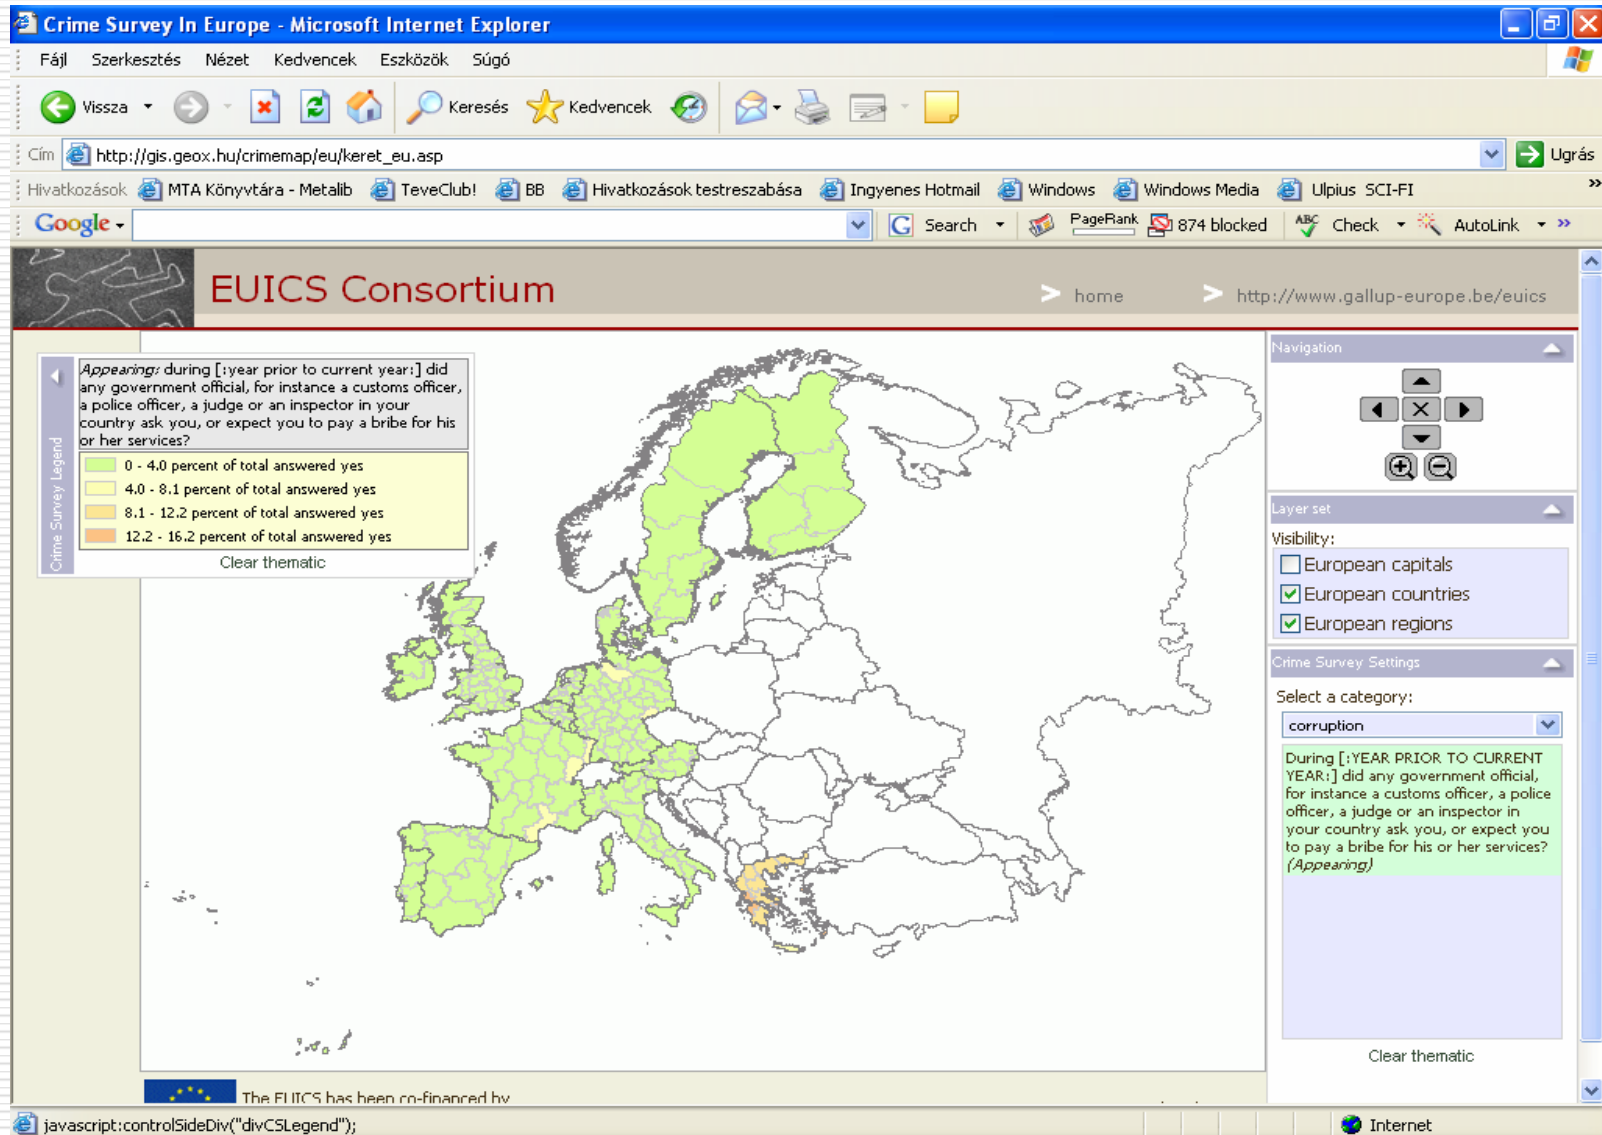 Crime Survey In Europe - Microsoft Internet Explorer
Fájl Szerkesztés Nézet Kedvencek Eszközök Súgó
Vissza Keresés Kedvencek
Cím http://gis.geox.hu/crimemap/eu/keret_eu.asp Ugrás
Hivatkozások MTA Könyvtára - Metalib TeveClub! BB Hivatkozások testreszabása Ingyenes Hotmail Windows Windows Media Ulpius SCI-FI »
Google Search PageRank 874 blocked ABC Check AutoLink »
EUICS Consortium
> home > http://www.gallup-europe.be/euics
Crime Survey Legend
Appearing: during [:year prior to current year:] did
any government official, for instance a customs officer,
a police officer, a judge or an inspector in your
country ask you, or expect you to pay a bribe for his
or her services?
0 - 4.0 percent of total answered yes
4.0 - 8.1 percent of total answered yes
8.1 - 12.2 percent of total answered yes
12.2 - 16.2 percent of total answered yes
Clear thematic
Navigation
Layer set
Visibility:
European capitals
European countries
European regions
Crime Survey Settings
Select a category:
corruption
During [:YEAR PRIOR TO CURRENT
YEAR:] did any government official,
for instance a customs officer, a police
officer, a judge or an inspector in
your country ask you, or expect you
to pay a bribe for his or her services?
(Appearing)
Clear thematic
The EUICS has been co-financed by
javascript:controlSideDiv("divCSLegend");
Internet